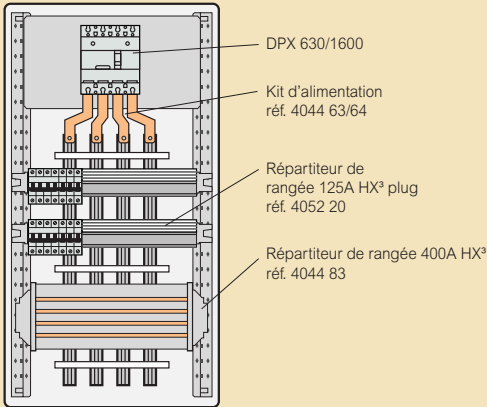 DPX 630/1600
Kit d'alimentation
réf. 4044 63/64
Répartiteur de
rangée 125A HX³ plug
réf. 4052 20
Répartiteur de rangée 400A HX³
réf. 4044 83